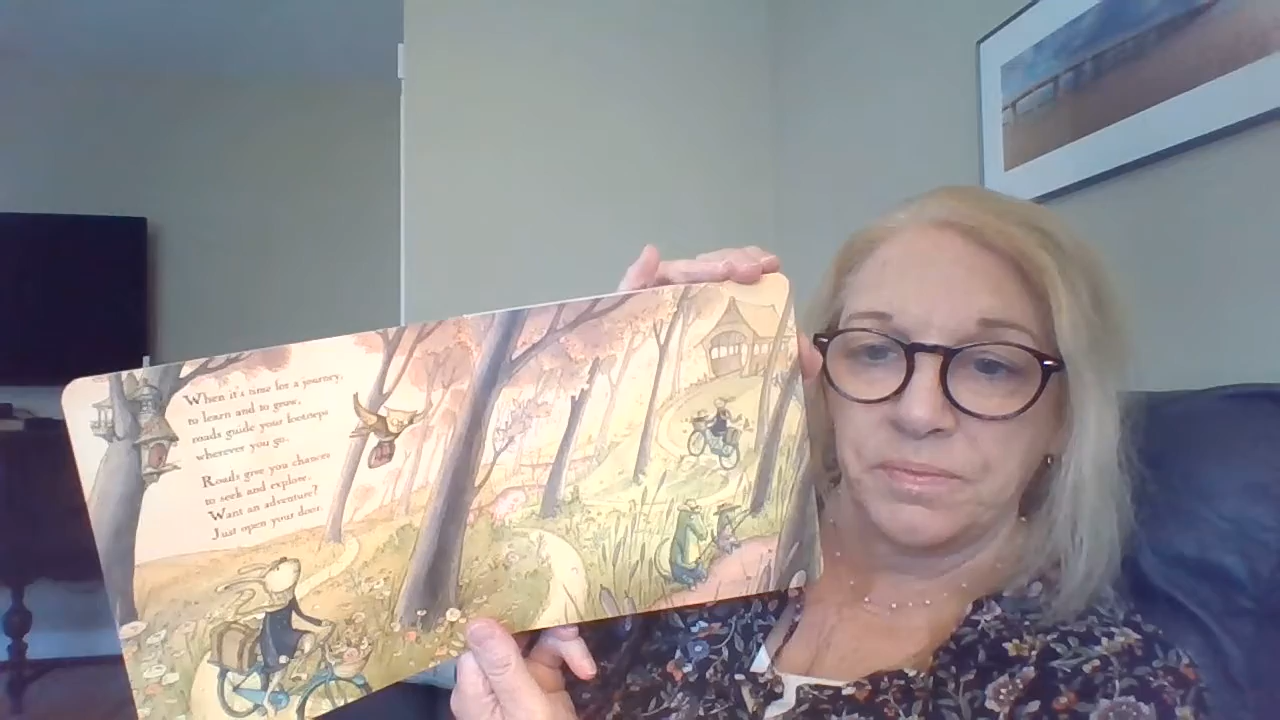 When it's time for a journey,
to learn and to grow,
roads guide your footsteps
wherever you go.
Roads give you chances
to seek and explore.
Want an adventure?
Just open your door.